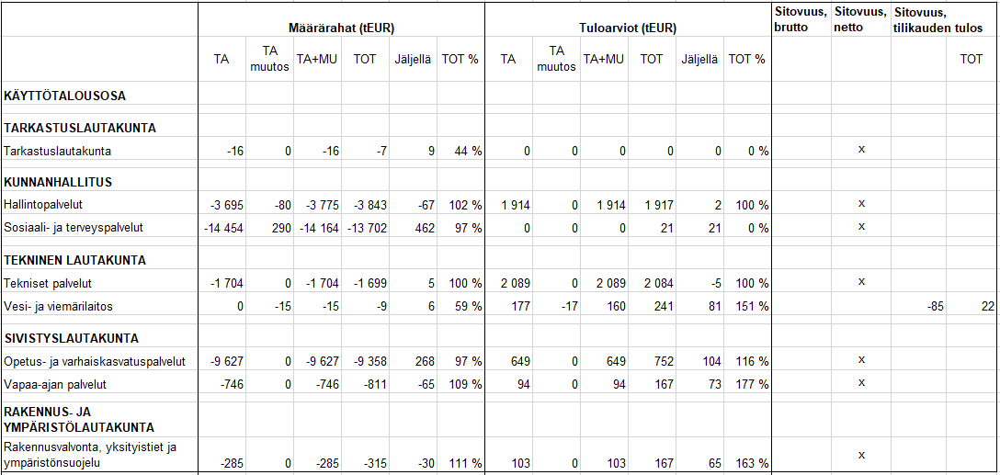 Määrärahat (tEUR) Tuloarviot (tEUR) Sitovuus, brutto Sitovuus, netto Sitovuus, tilikauden tulos
TA TA muutos TA+MU TOT Jäljellä TOT % TA TA muutos TA+MU TOT Jäljellä TOT % TOT
KÄYTTÖTALOUSOSA
TARKASTUSLAUTAKUNTA
Tarkastuslautakunta -16 0 -16 -7 9 44 % 0 0 0 0 0 0 % x
KUNNANHALLITUS
Hallintopalvelut -3 695 -80 -3 775 -3 843 -67 102 % 1 914 0 1 914 1 917 2 100 % x
Sosiaali- ja terveyspalvelut -14 454 290 -14 164 -13 702 462 97 % 0 0 0 21 21 0 % x
TEKNINEN LAUTAKUNTA
Tekniset palvelut -1 704 0 -1 704 -1 699 5 100 % 2 089 0 2 089 2 084 -5 100 % x
Vesi- ja viemärilaitos 0 -15 -15 -9 6 59 % 177 -17 160 241 81 151 % -85 22
SIVISTYSLAUTAKUNTA
Opetus- ja varhaiskasvatuspalvelut -9 627 0 -9 627 -9 358 268 97 % 649 0 649 752 104 116 % x
Vapaa-ajan palvelut -746 0 -746 -811 -65 109 % 94 0 94 167 73 177 % x
RAKENNUS- JA
YMPÄRISTÖLAUTAKUNTA
Rakennusvalvonta, yksityistiet ja
ympäristönsuojelu -285 0 -285 -315 -30 111 % 103 0 103 167 65 163 % x